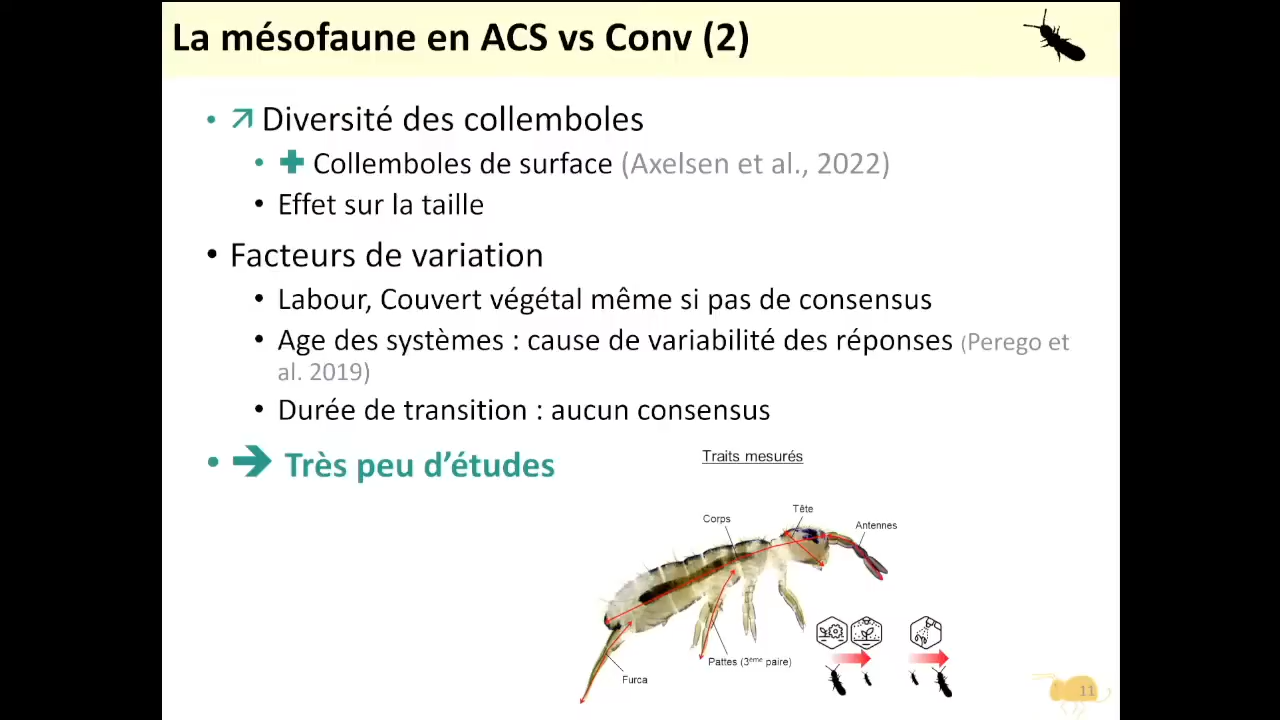 La mésofaune en ACS vs Conv (2)
• ↗ Diversité des collemboles
• ✚ Collemboles de surface (Axelsen et al., 2022)
• Effet sur la taille
• Facteurs de variation
• Labour, Couvert végétal même si pas de consensus
• Age des systèmes : cause de variabilité des réponses (Perego et
al. 2019)
• Durée de transition : aucun consensus
• ➔ Très peu d’études
Traits mesurés
Tête
Corps
Antennes
Pattes (3ème paire)
Furca
11